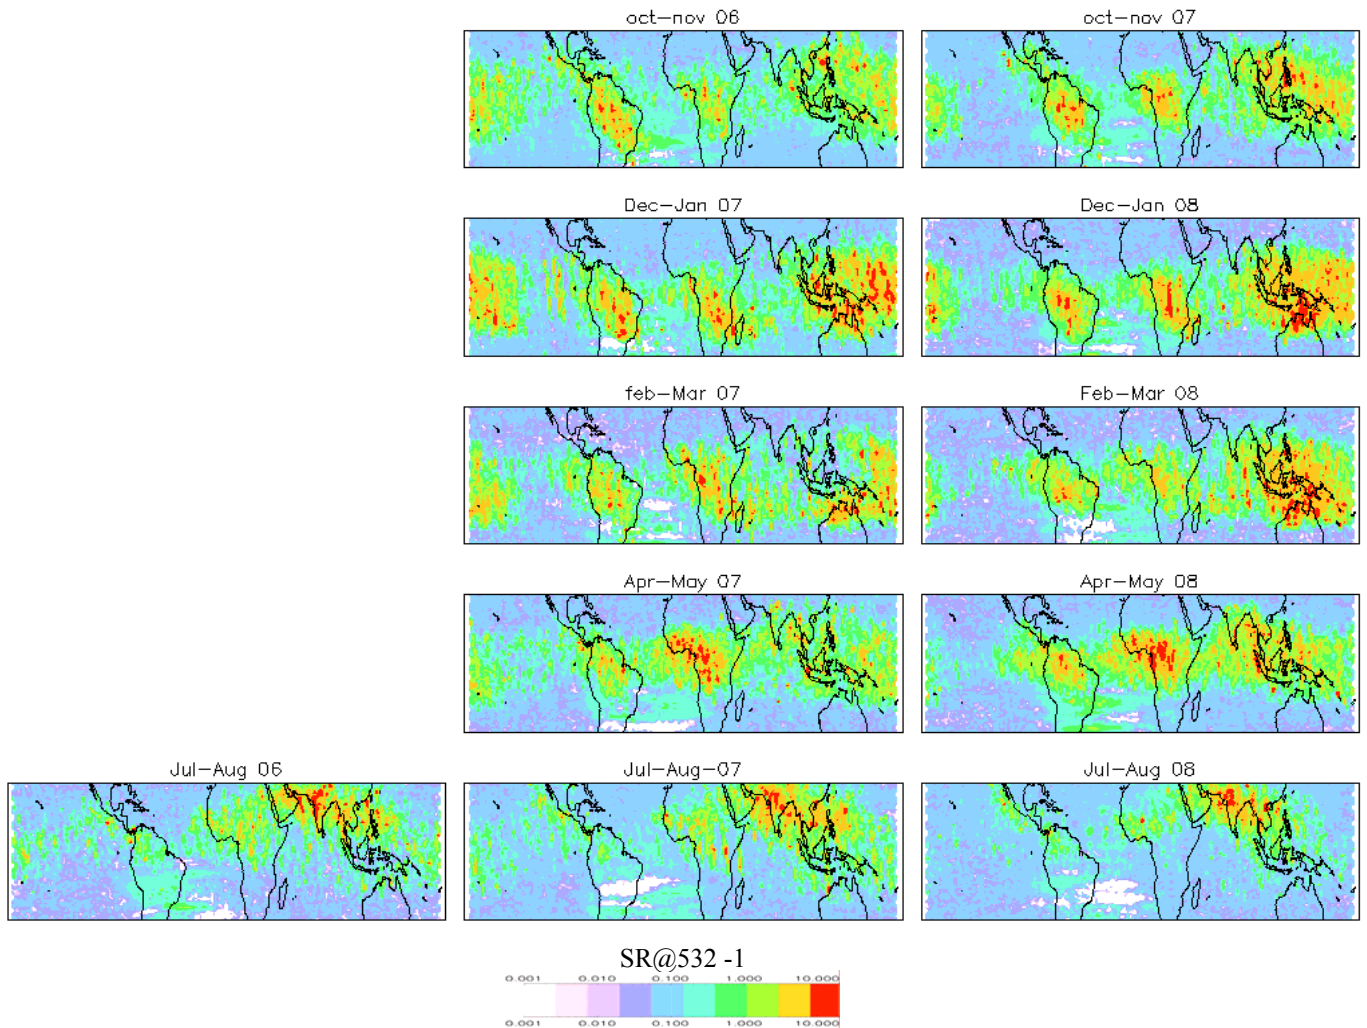 oct-nov 06
oct-nov 07
Dec-Jan 07
Dec-Jan 08
feb-Mar 07
Feb-Mar 08
Apr-May 07
Apr-May 08
Jul-Aug 06
Jul-Aug-07
Jul-Aug 08
SR@532 -1
0.001 0.010 0.100 1.000 10.000
0.001 0.010 0.100 1.000 10.000